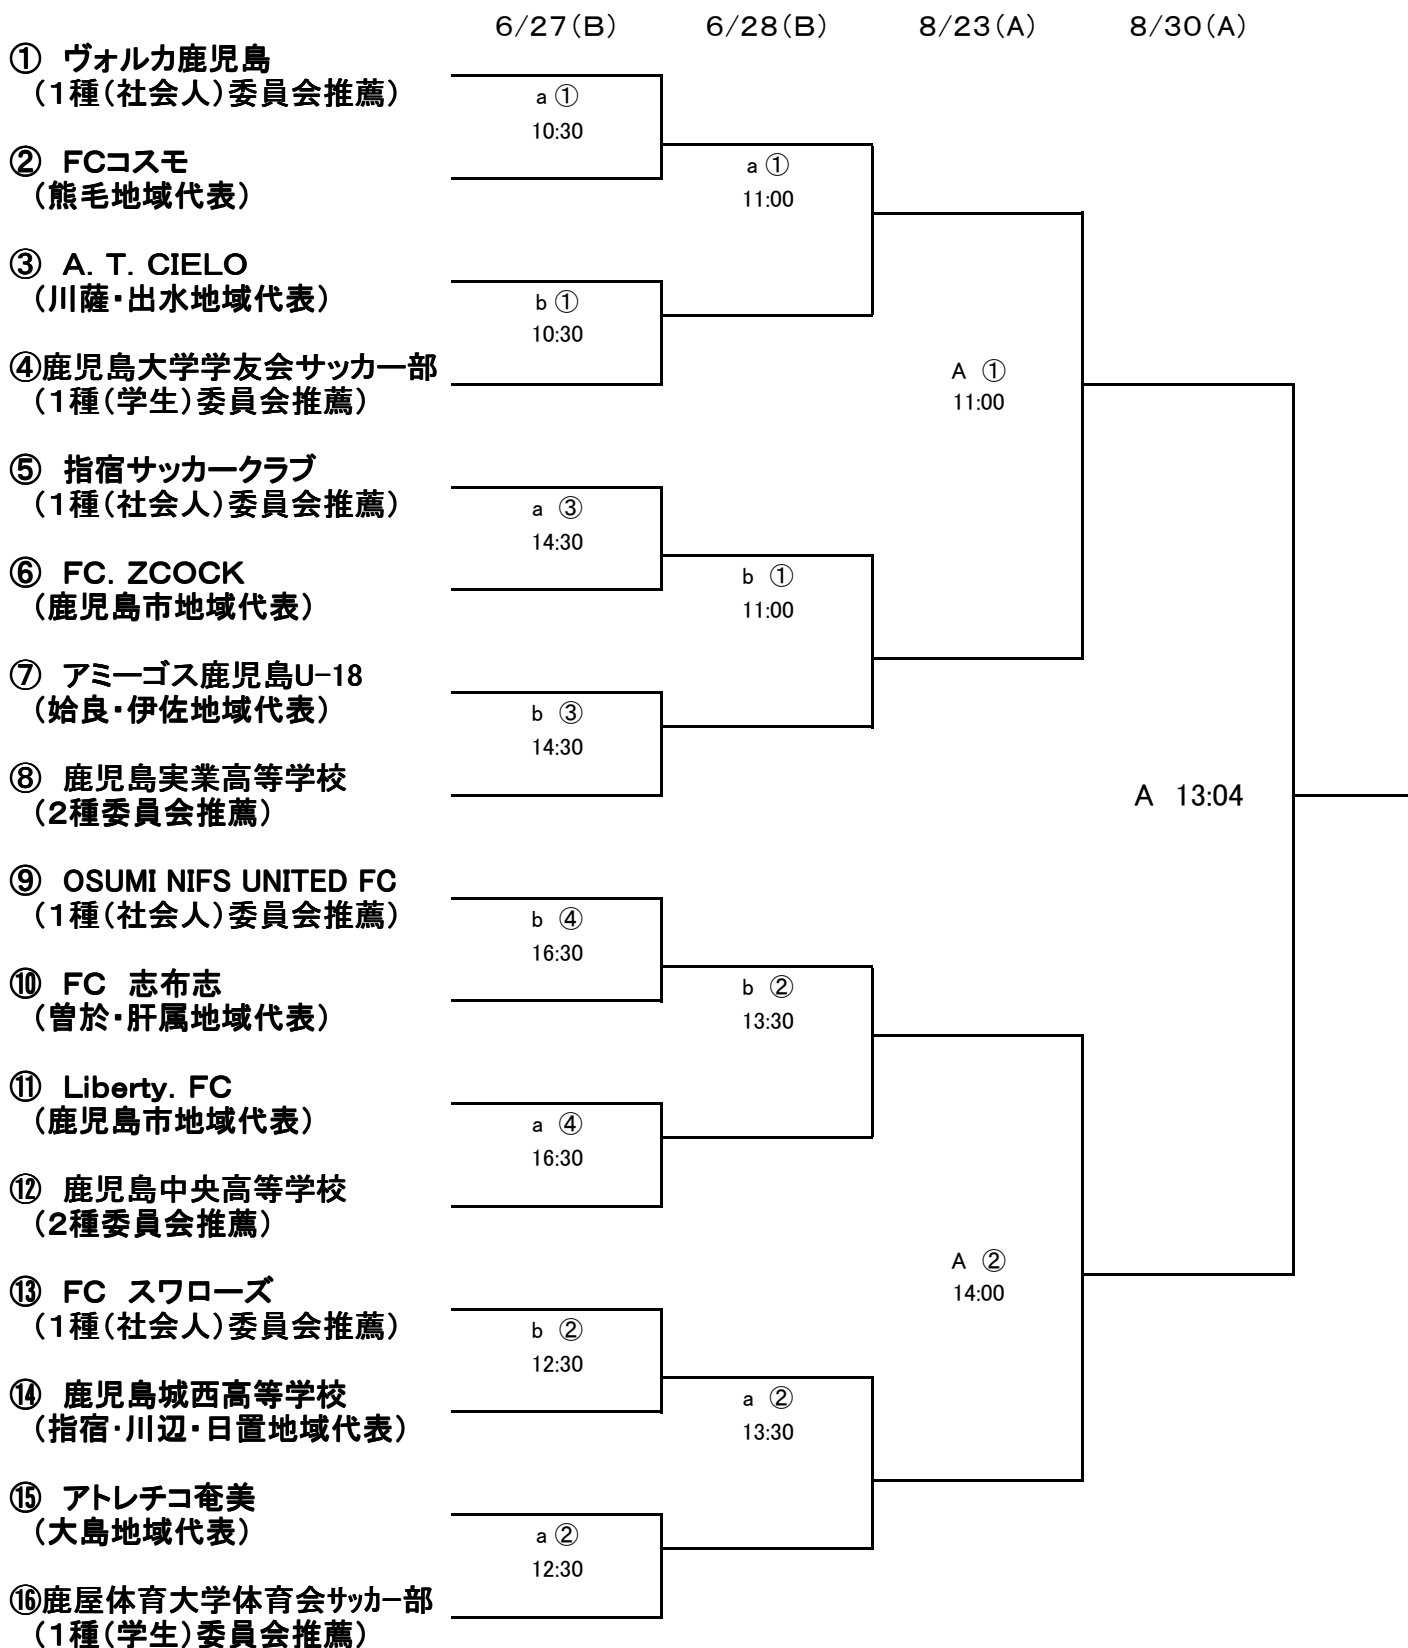 6/27(B) 6/28(B) 8/23(A) 8/30(A)
① ヴォルカ鹿児島
（1種（社会人）委員会推薦）
a ①
10:30
② FCコスモ
（熊毛地域代表）
a ①
11:00
③ A．T．CIELO
（川薩・出水地域代表）
b ①
10:30
④鹿児島大学学友会サッカー部
（1種（学生）委員会推薦）
A ①
11:00
⑤ 指宿サッカークラブ
（1種（社会人）委員会推薦）
a ③
14:30
⑥ FC．ZCOCK
（鹿児島市地域代表）
b ①
11:00
⑦ アミーゴス鹿児島U-18
（姶良・伊佐地域代表）
b ③
14:30
⑧ 鹿児島実業高等学校
（2種委員会推薦）
A 13:04
⑨ OSUMI NIFS UNITED FC
（1種（社会人）委員会推薦）
b ④
16:30
⑩ FC 志布志
（曽於・肝属地域代表）
b ②
13:30
⑪ Liberty．FC
（鹿児島市地域代表）
a ④
16:30
⑫ 鹿児島中央高等学校
（2種委員会推薦）
A ②
14:00
⑬ FC スワローズ
（1種（社会人）委員会推薦）
b ②
12:30
⑭ 鹿児島城西高等学校
（指宿・川辺・日置地域代表）
a ②
13:30
⑮ アトレチコ奄美
（大島地域代表）
a ②
12:30
⑯鹿屋体育大学体育会サッカー部
（1種（学生）委員会推薦）